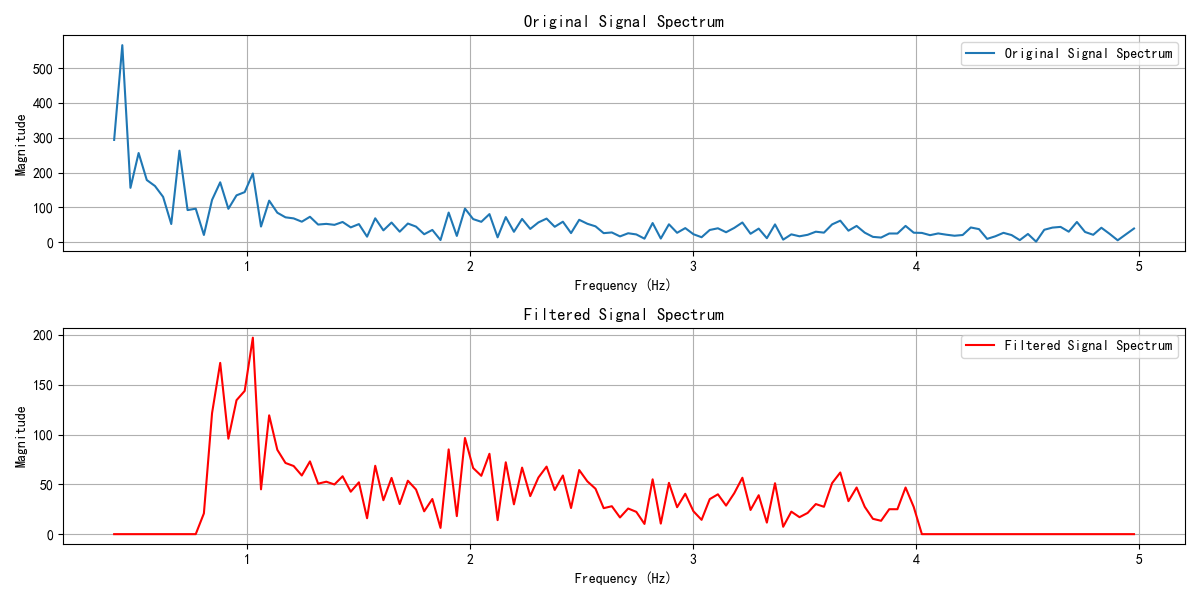 Original Signal Spectrum
Original Signal Spectrum
Magnitude
500
400
300
200
100
0
1 2 3 4 5
Frequency (Hz)
Filtered Signal Spectrum
Filtered Signal Spectrum
Magnitude
200
150
100
50
0
1 2 3 4 5
Frequency (Hz)